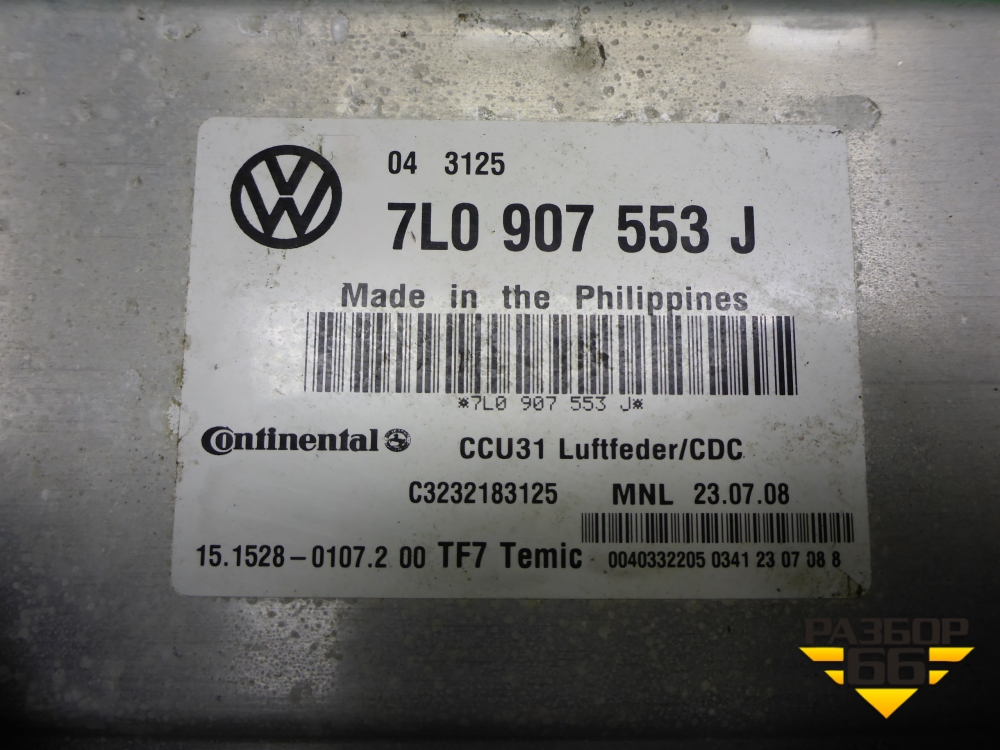 04 3125
7L0 907 553 J
Made in the Philippines
*7L0 907 553 J*
Continental
CCU31 Luftfeder/CDC
C3232183125 MNL 23.07.08
15.1528-0107.2 00 TF7 Temic 0040332205 0341 23 07 08 8
РАЗБОР
66